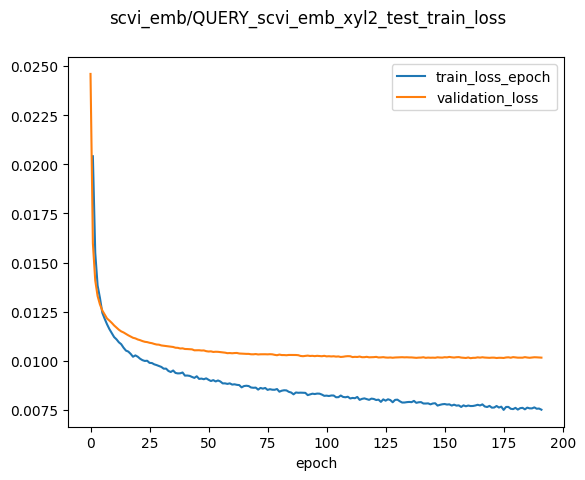 scvi_emb/QUERY_scvi_emb_xyl2_test_train_loss
train_loss_epoch
validation_loss
0.0250
0.0225
0.0200
0.0175
0.0150
0.0125
0.0100
0.0075
0 25 50 75 100 125 150 175 200
epoch